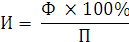 И = Ф × 100% / П